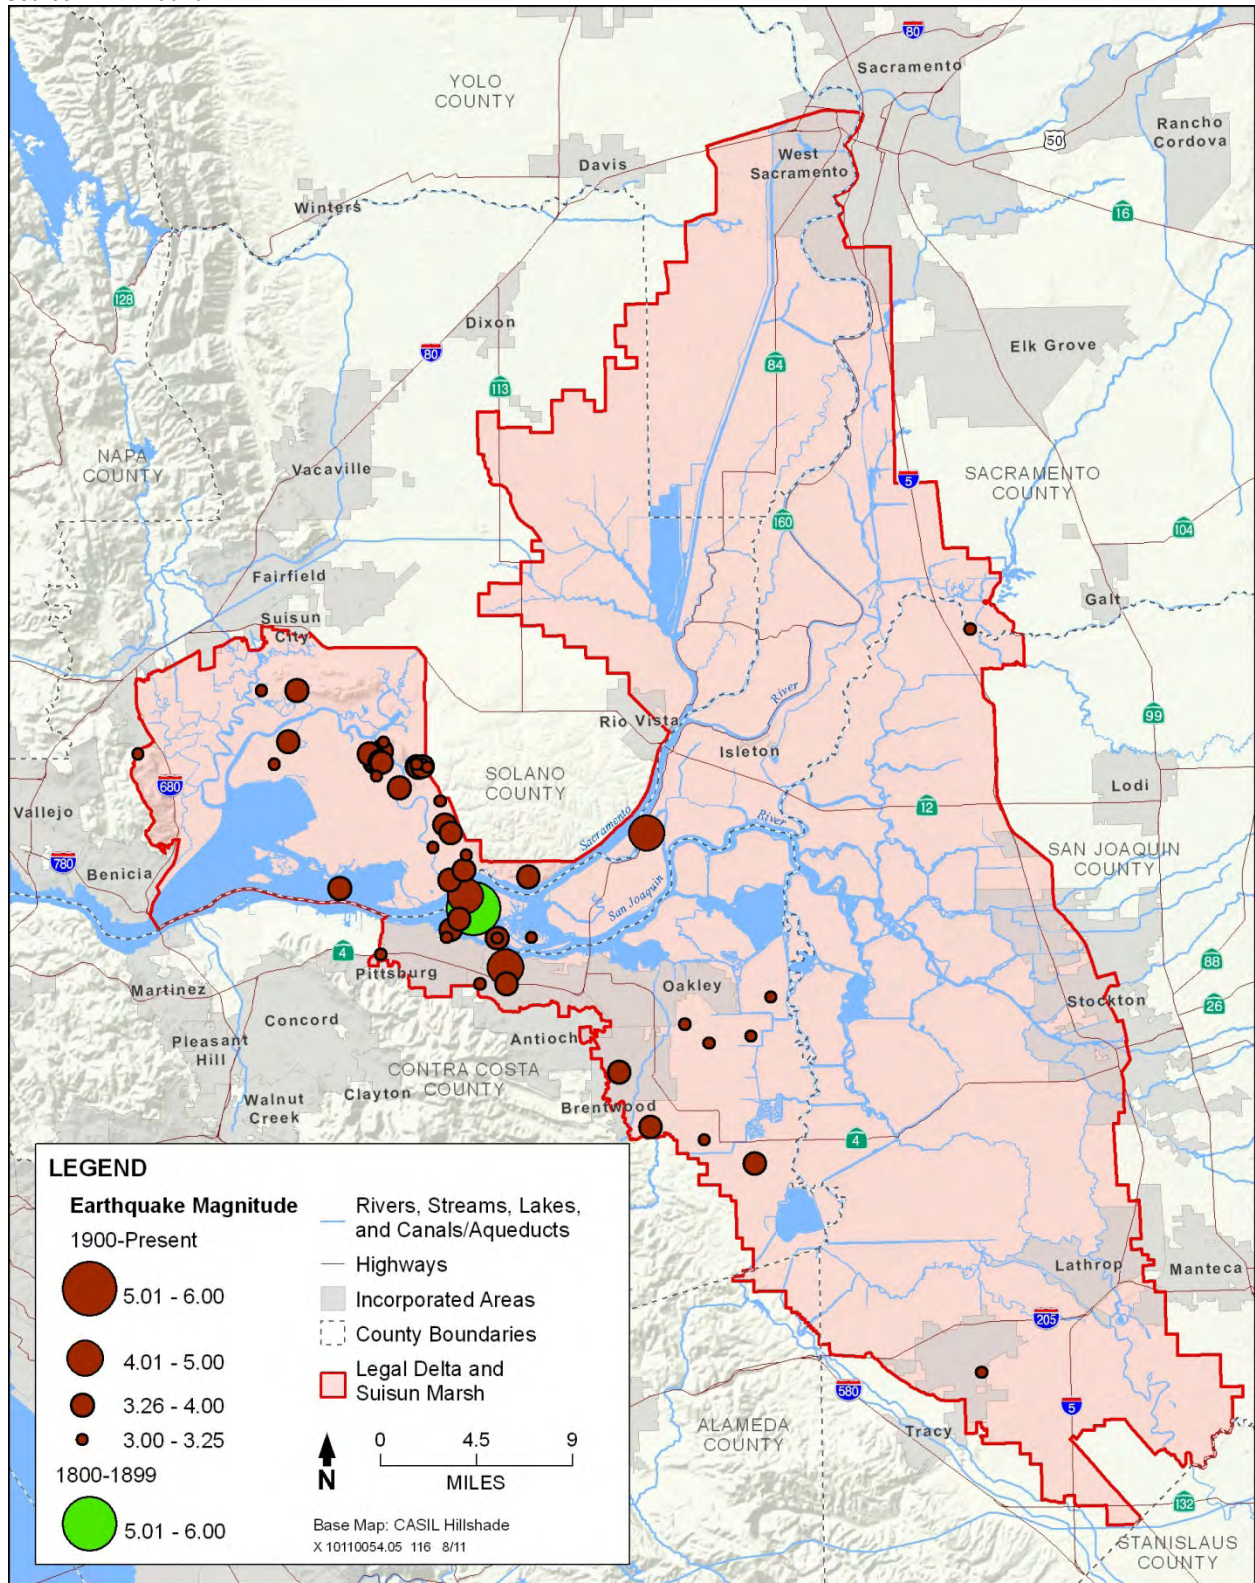 80
Sacramento
YOLO
COUNTY
Rancho
Cordova
50
Davis
West
Sacramento
Winters
16
128
Dixon
80
Elk Grove
84
113
NAPA
COUNTY
Vacaville
SACRAMENTO
COUNTY
5
160
104
Fairfield
Suisun
City
Galt
River
Rio Vista
99
Isleton
680
SOLANO
COUNTY
Lodi
Vallejo
12
Sacramento
River
780
SAN JOAQUIN
COUNTY
Benicia
San Joaquin
4
Pittsburg
88
Martinez
Oakley
Stockton
26
Concord
Pleasant
Hill
Antioch
CONTRA COSTA
COUNTY
Walnut
Creek
Clayton
Brentwood
4
LEGEND
Earthquake Magnitude
1900-Present
5.01 - 6.00
4.01 - 5.00
3.26 - 4.00
3.00 - 3.25
1800-1899
5.01 - 6.00
Rivers, Streams, Lakes,
and Canals/Aqueducts
Highways
Incorporated Areas
County Boundaries
Legal Delta and
Suisun Marsh
N
0 4.5 9
MILES
Base Map: CASIL Hillshade
X 10110054.05 116 8/11
Lathrop
Manteca
205
580
5
ALAMEDA
COUNTY
Tracy
132
STANISLAUS
COUNTY